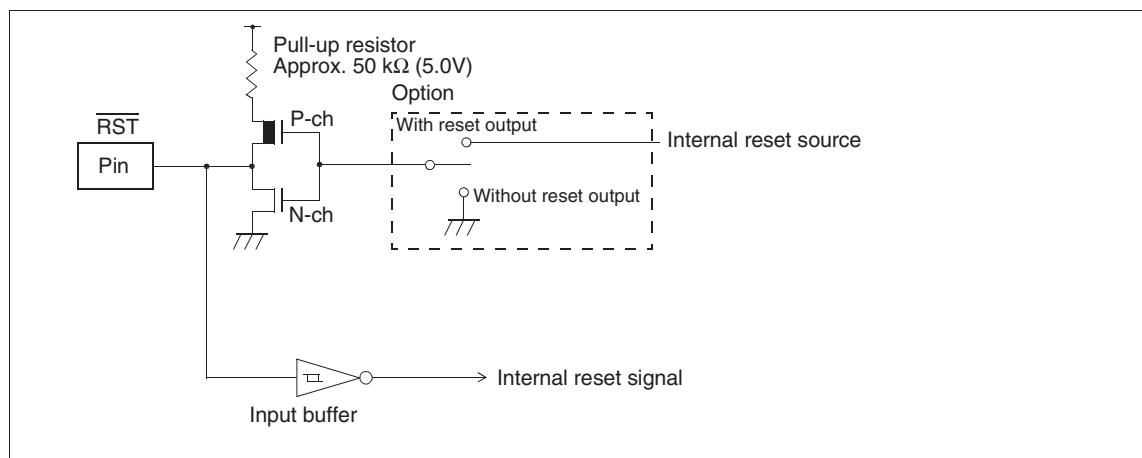 Pull-up resistor
Approx. 50 kΩ (5.0V)
Option
RST
P-ch
With reset output
Internal reset source
Pin
Without reset output
N-ch
Internal reset signal
Input buffer